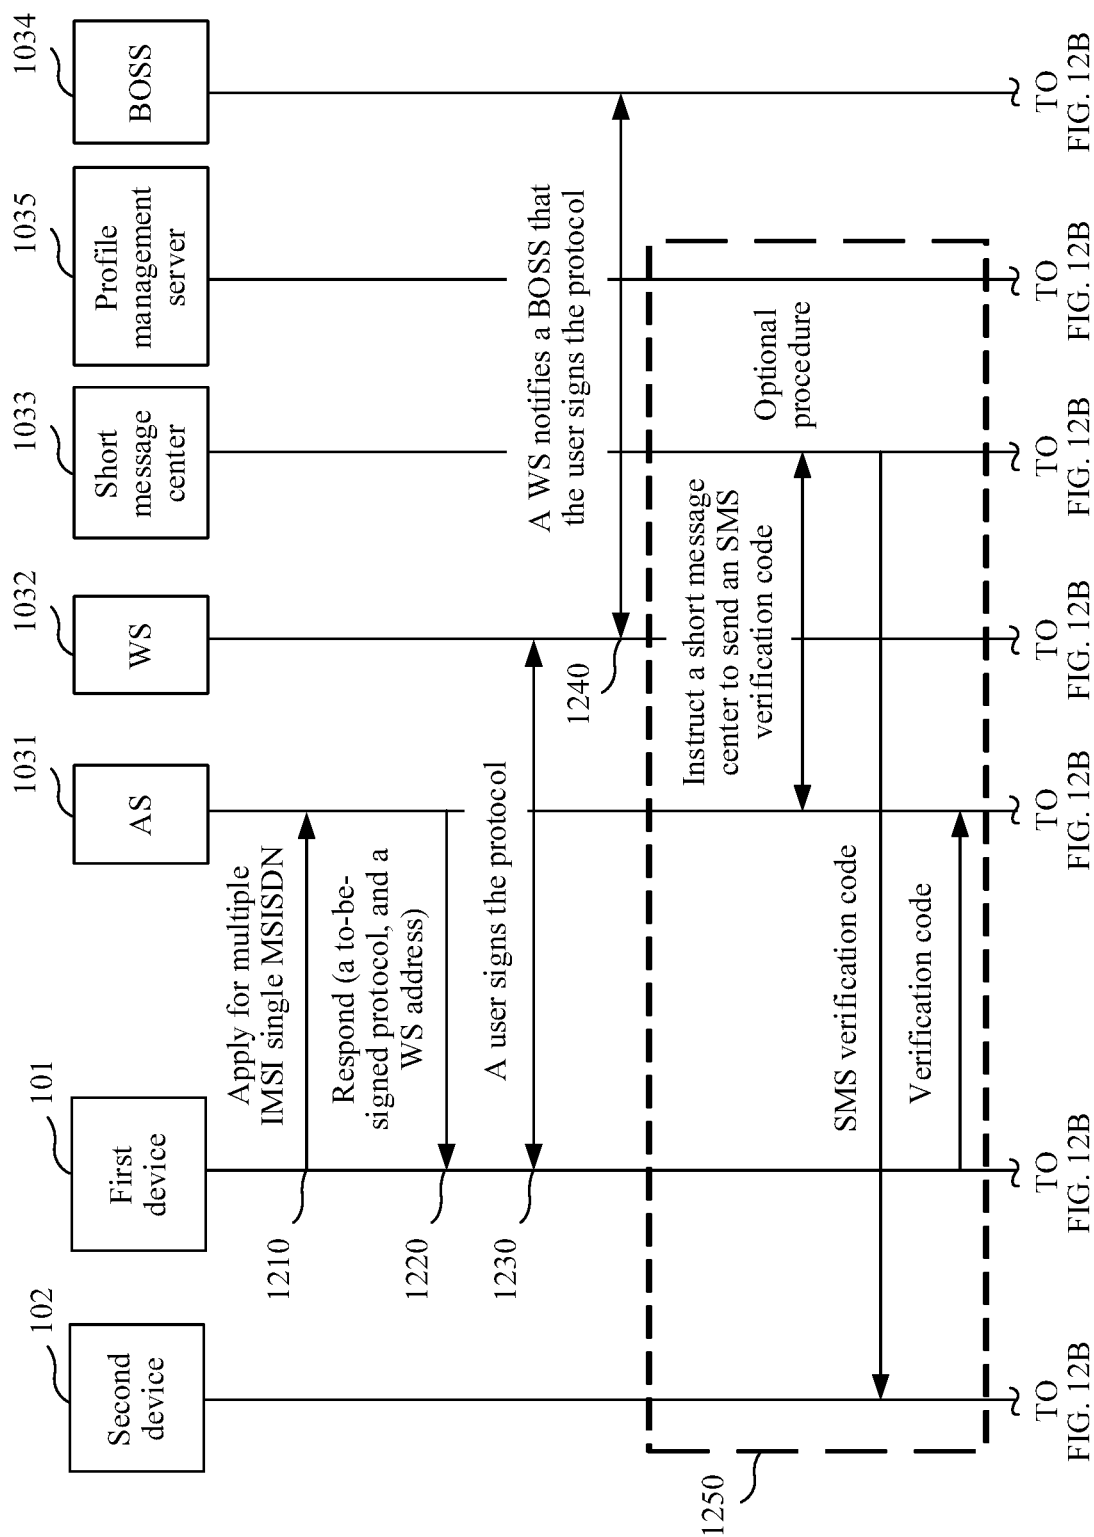 102
101
1031
1032
1033
1035
1034
Second
device
First
device
AS
WS
Short
message
center
Profile
management
server
BOSS
Apply for multiple
IMSI single MSISDN
1210
Respond (a to-be-
signed protocol, and a
WS address)
1220
A user signs the protocol
1230
A WS notifies a BOSS that
the user signs the protocol
1240
Instruct a short message
center to send an SMS
verification code
Optional
procedure
SMS verification code
Verification code
1250
TO
FIG. 12B
TO
FIG. 12B
TO
FIG. 12B
TO
FIG. 12B
TO
FIG. 12B
TO
FIG. 12B
TO
FIG. 12B